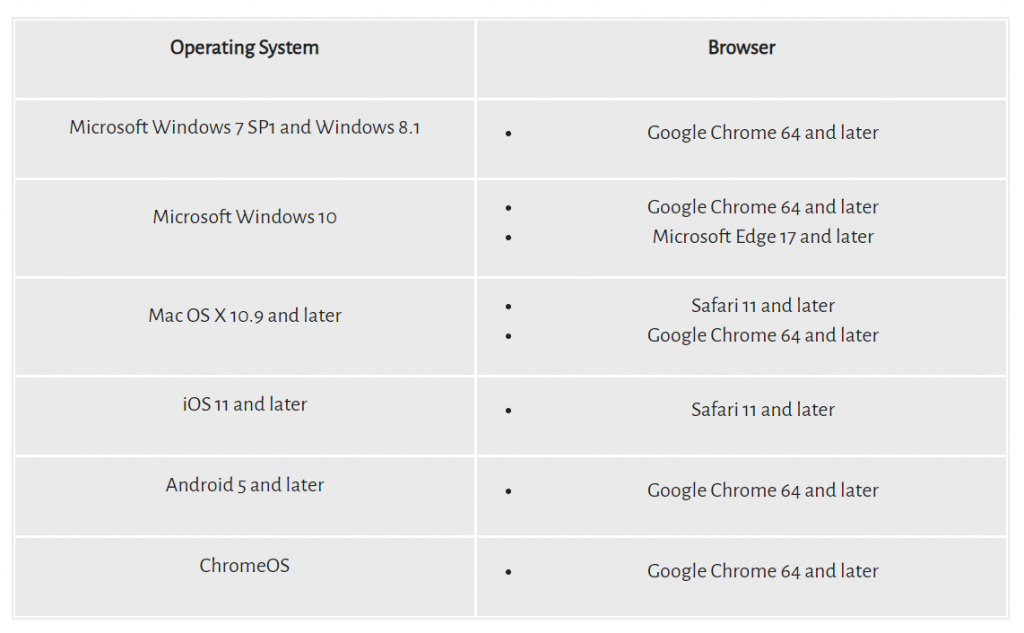 Operating System
Browser
Microsoft Windows 7 SP1 and Windows 8.1
• Google Chrome 64 and later
Microsoft Windows 10
• Google Chrome 64 and later
• Microsoft Edge 17 and later
Mac OS X 10.9 and later
• Safari 11 and later
• Google Chrome 64 and later
iOS 11 and later
• Safari 11 and later
Android 5 and later
• Google Chrome 64 and later
ChromeOS
• Google Chrome 64 and later